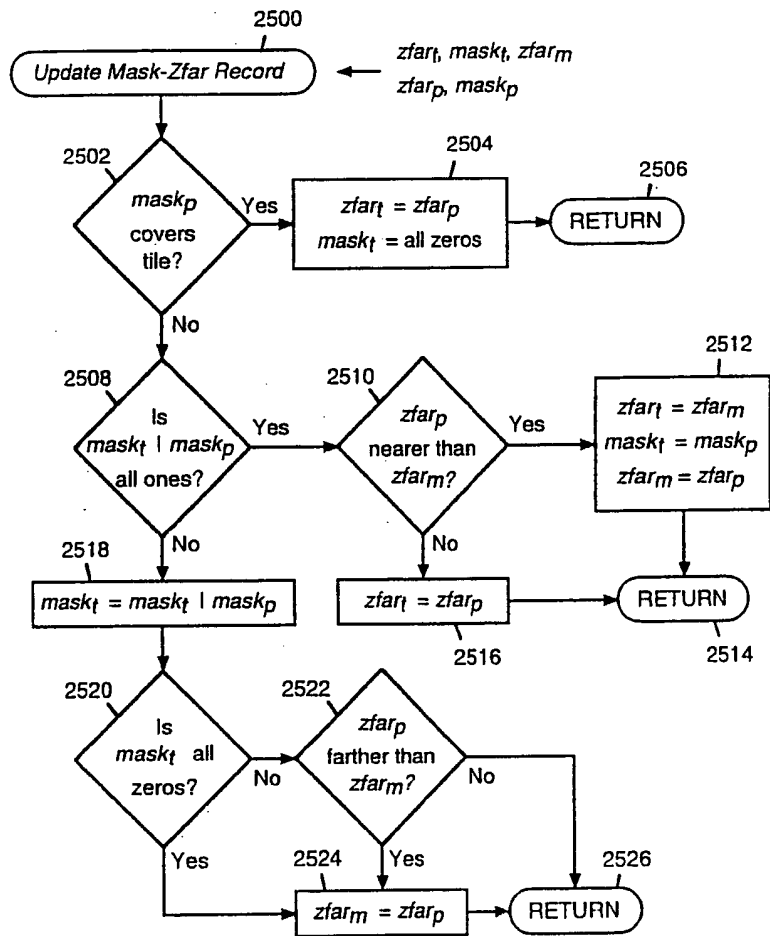 2500
Update Mask-Zfar Record
zfart, maskt, zfarm
zfarp, maskp
2502
maskp
covers
tile?
Yes
2504
zfart = zfarp
maskt = all zeros
2506
RETURN
No
2508
Is
maskt | maskp
all ones?
Yes
2510
zfarp
nearer than
zfarm?
Yes
2512
zfart = zfarm
maskt = maskp
zfarm = zfarp
No
No
2518
maskt = maskt | maskp
zfart = zfarp
2516
RETURN
2514
2520
Is
maskt all
zeros?
No
2522
zfarp
farther than
zfarm?
No
Yes
Yes
2524
zfarm = zfarp
2526
RETURN